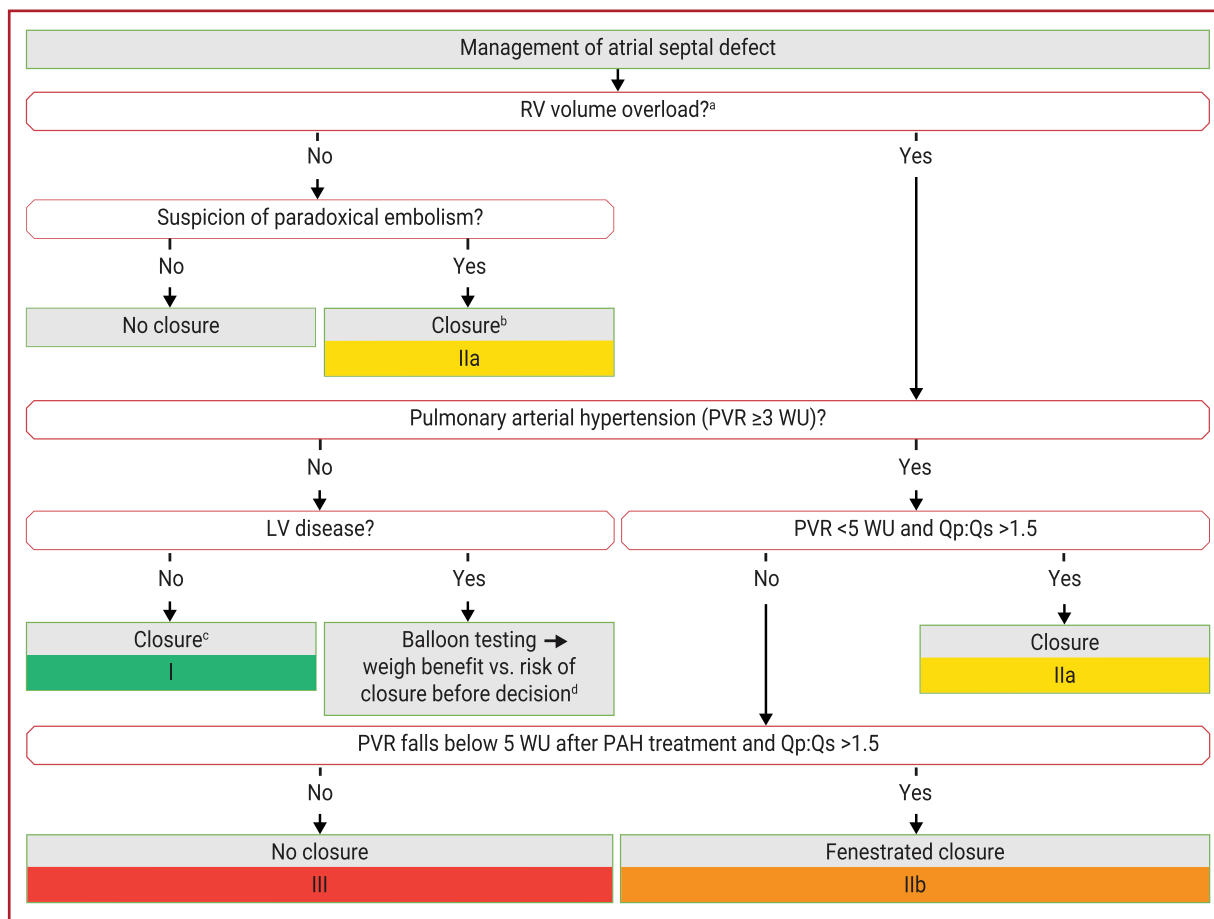 Management of atrial septal defect
RV volume overload?ᵃ
No
Yes
Suspicion of paradoxical embolism?
No
Yes
No closure
Closureᵇ
IIa
Pulmonary arterial hypertension (PVR ≥3 WU)?
No
Yes
LV disease?
PVR <5 WU and Qp:Qs >1.5
No
Yes
No
Yes
Closureᶜ
I
Balloon testing →
weigh benefit vs. risk of
closure before decisionᵈ
Closure
IIa
PVR falls below 5 WU after PAH treatment and Qp:Qs >1.5
No
Yes
No closure
III
Fenestrated closure
IIb